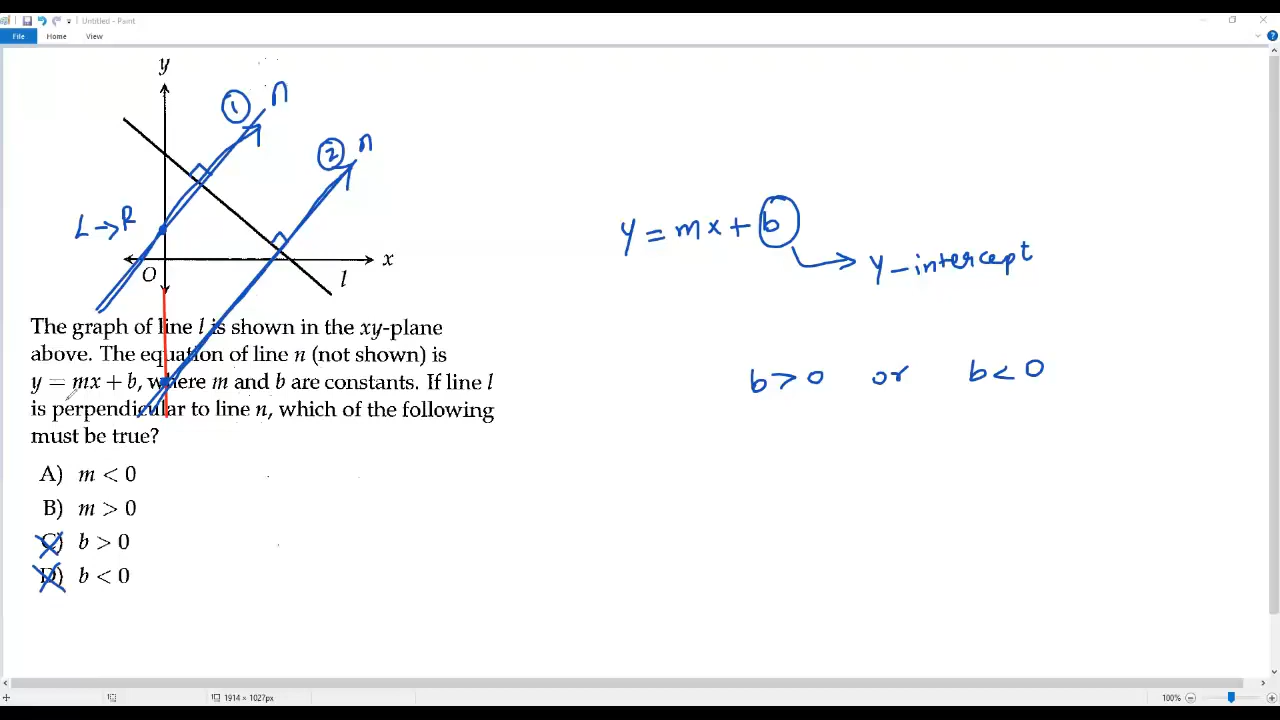 Untitled - Paint
File Home View
y
1 n
2 n
L → R
O
x
l
y = mx + b
y-intercept
The graph of line l is shown in the xy-plane
above. The equation of line n (not shown) is
y = mx + b, where m and b are constants. If line l
is perpendicular to line n, which of the following
must be true?
b > 0 or b < 0
A) m < 0
B) m > 0
C) b > 0
D) b < 0
1914 × 1027px
100%